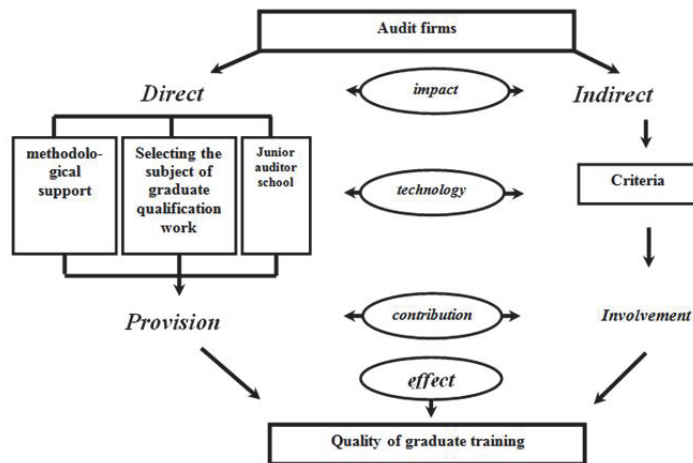 Audit firms
Direct
impact
Indirect
methodolo-
gical
support
Selecting the
subject of
graduate
qualification
work
Junior
auditor
school
technology
Criteria
Provision
contribution
Involvement
effect
Quality of graduate training